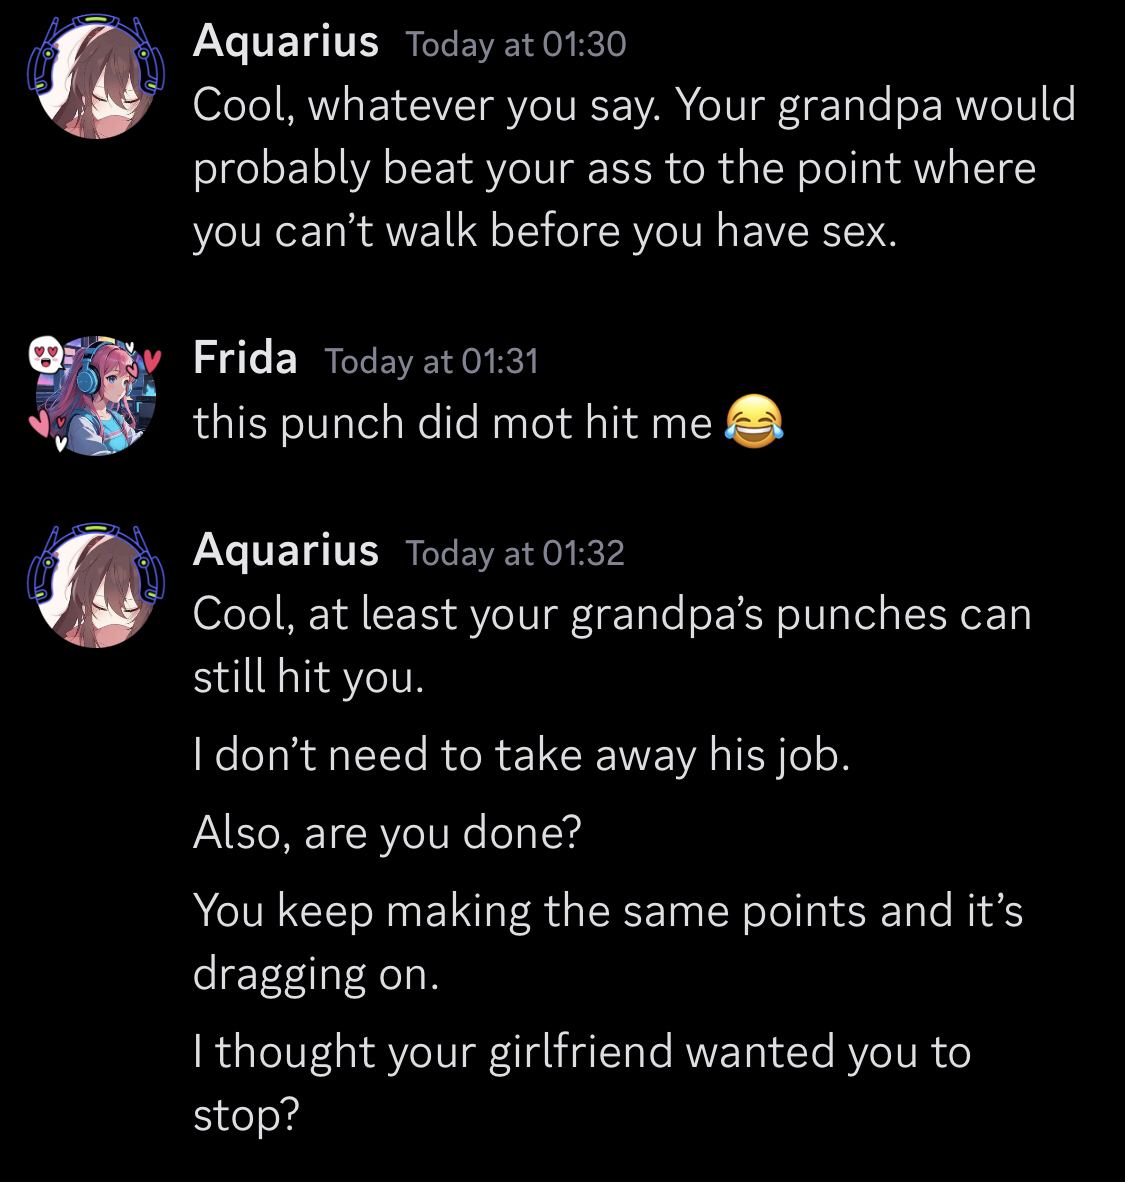 Aquarius Today at 01:30
Cool, whatever you say. Your grandpa would
probably beat your ass to the point where
you can’t walk before you have sex.
Frida Today at 01:31
this punch did mot hit me 😂
Aquarius Today at 01:32
Cool, at least your grandpa’s punches can
still hit you.
I don’t need to take away his job.
Also, are you done?
You keep making the same points and it’s
dragging on.
I thought your girlfriend wanted you to
stop?